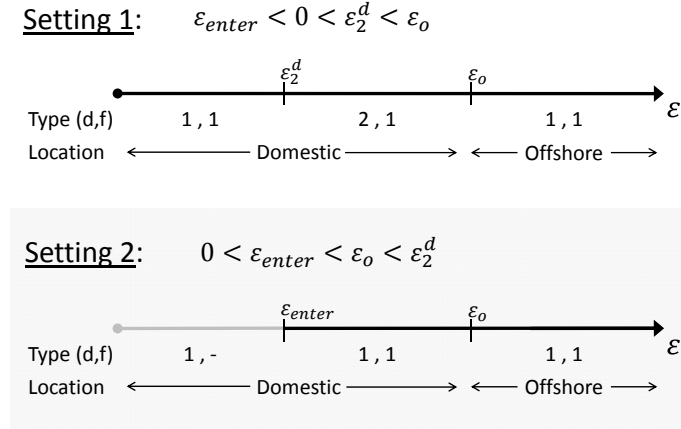 Setting 1: ε_enter < 0 < ε_2^d < ε_o
ε_2^d ε_o
ε
Type (d,f) 1 , 1 2 , 1 1 , 1
Location Domestic Offshore
Setting 2: 0 < ε_enter < ε_o < ε_2^d
ε_enter ε_o
ε
Type (d,f) 1 , - 1 , 1 1 , 1
Location Domestic Offshore